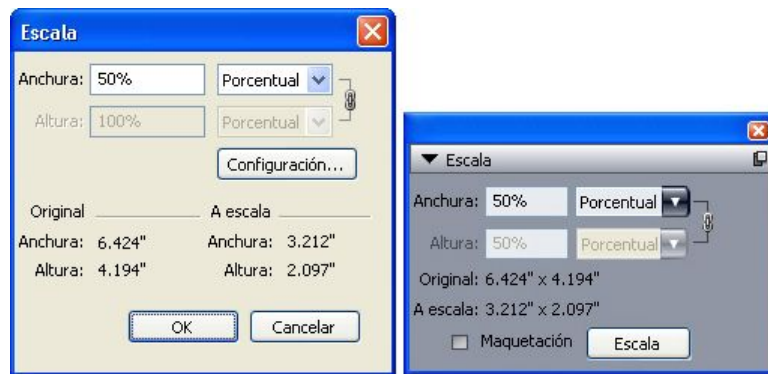 Escala
Anchura: 50% Porcentual
Altura: 100% Porcentual
Configuración...
Original A escala
Anchura: 6.424" Anchura: 3.212"
Altura: 4.194" Altura: 2.097"
OK Cancelar
Escala
Anchura: 50% Porcentual
Altura: 50% Porcentual
Original: 6.424" x 4.194"
A escala: 3.212" x 2.097"
Maquetación Escala